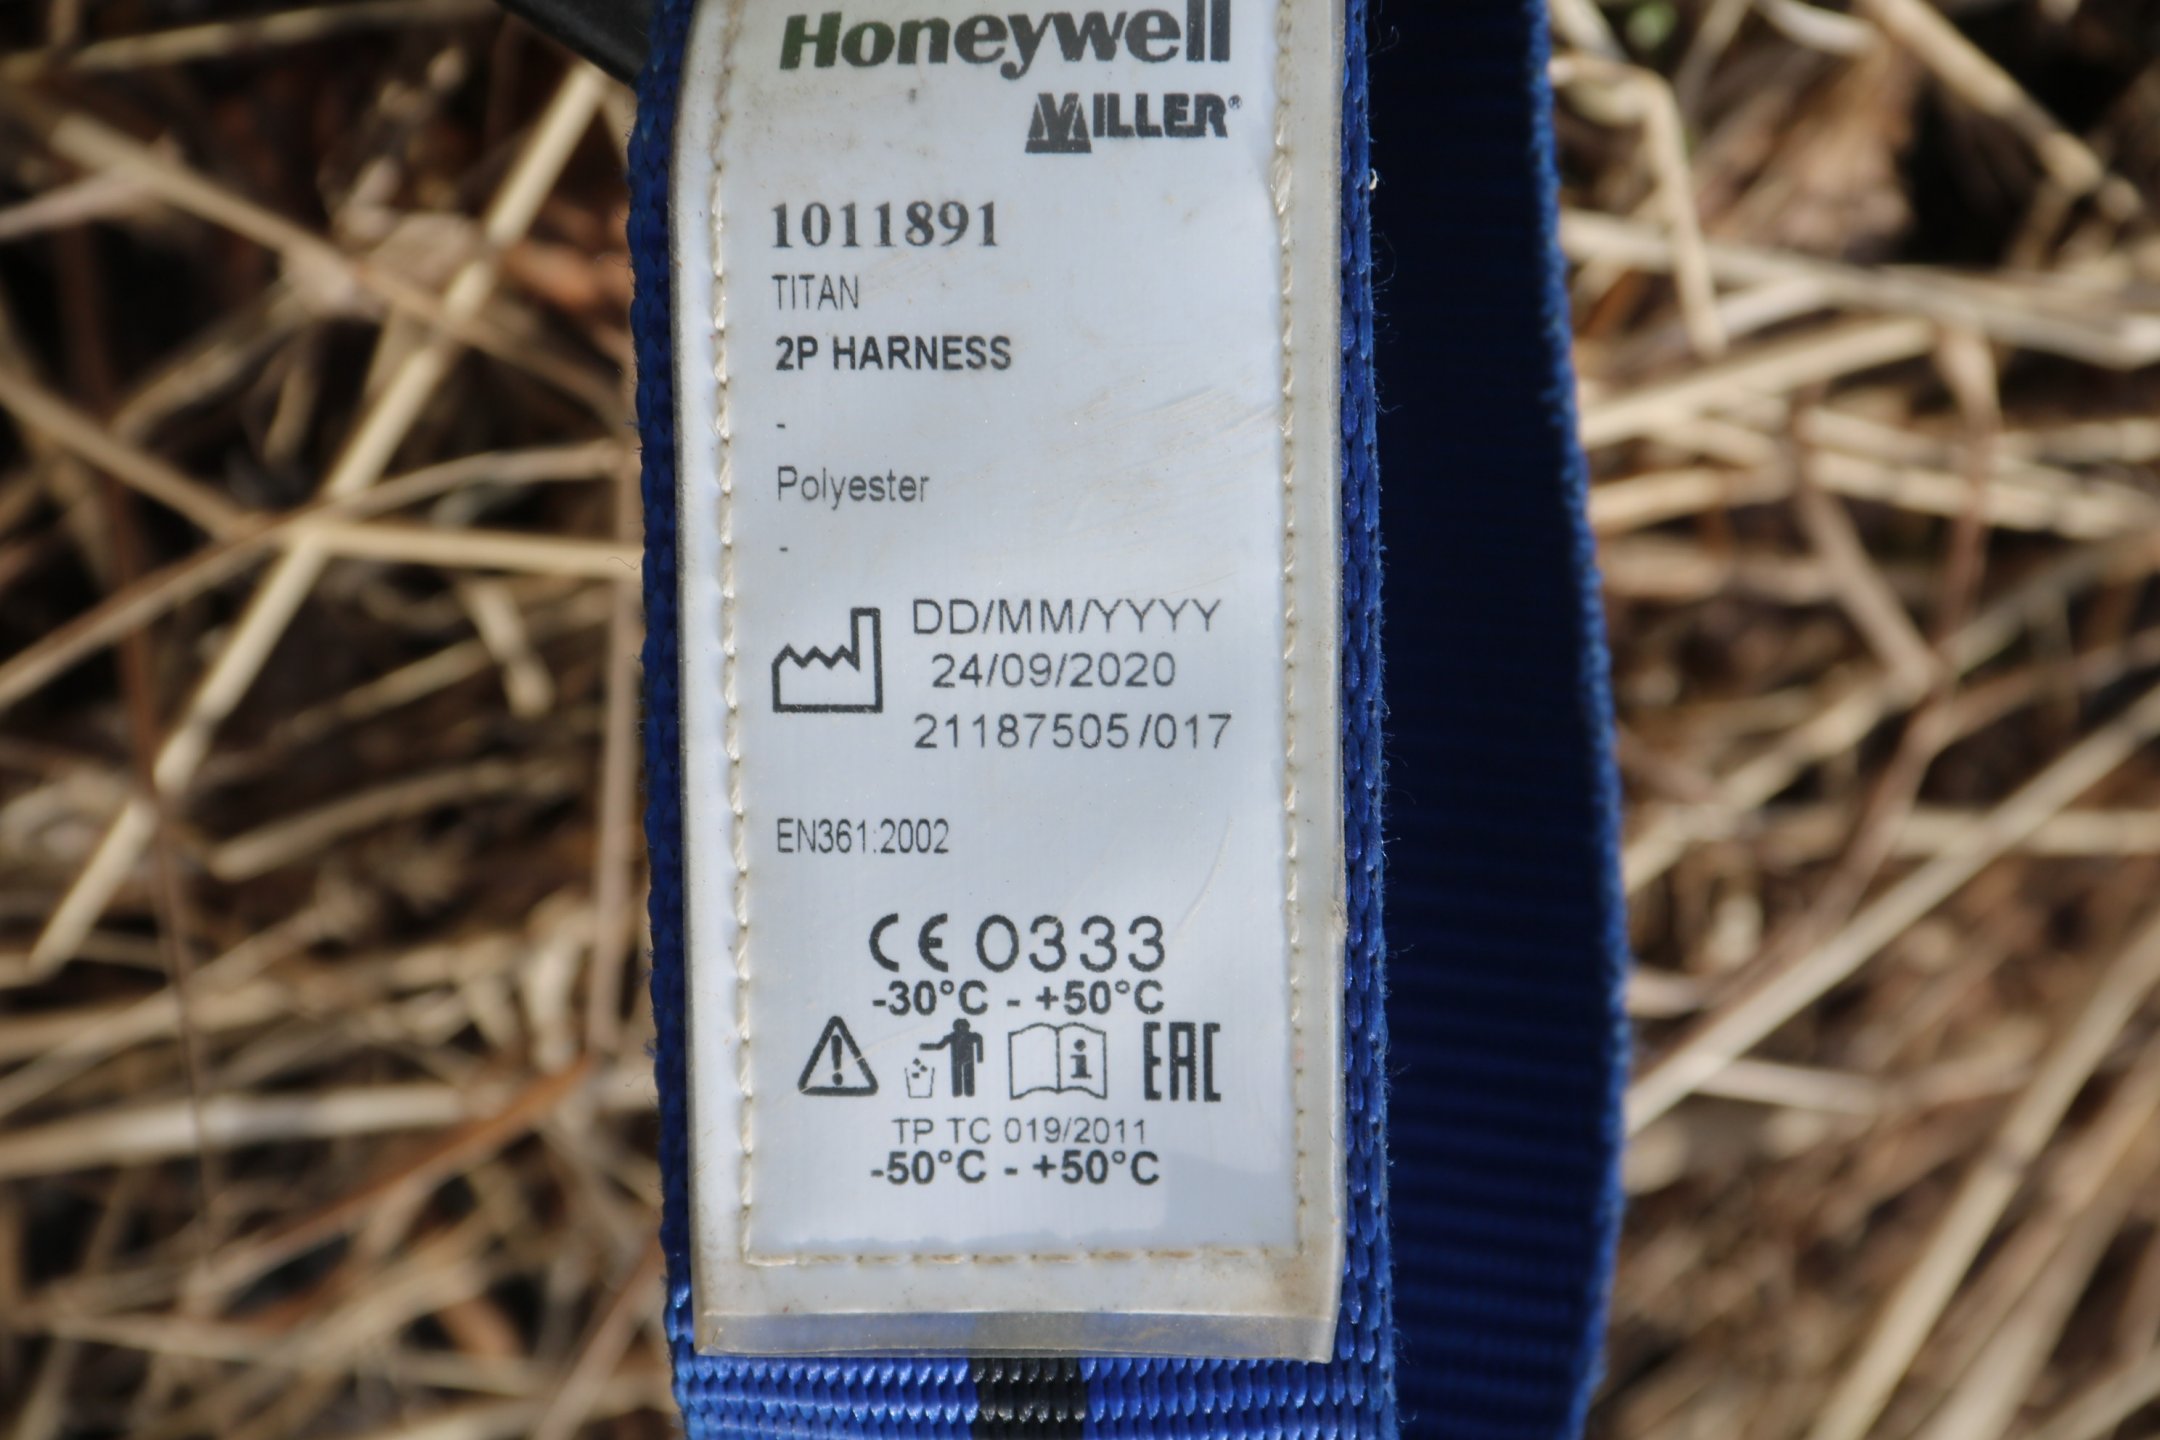 Honeywell
MILLER®
1011891
TITAN
2P HARNESS
-
Polyester
-
DD/MM/YYYY
24/09/2020
21187505/017
EN361:2002
CE 0333
-30°C - +50°C
EAC
TP TC 019/2011
-50°C - +50°C